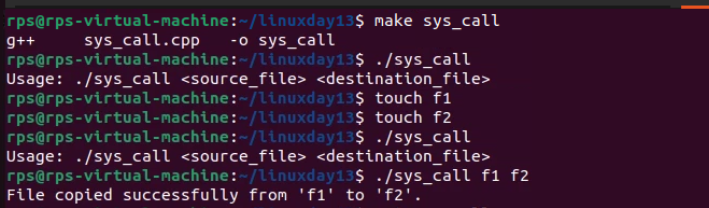 rps@rps-virtual-machine:~/linuxday13$ make sys_call
g++     sys_call.cpp   -o sys_call
rps@rps-virtual-machine:~/linuxday13$ ./sys_call
Usage: ./sys_call <source_file> <destination_file>
rps@rps-virtual-machine:~/linuxday13$ touch f1
rps@rps-virtual-machine:~/linuxday13$ touch f2
rps@rps-virtual-machine:~/linuxday13$ ./sys_call
Usage: ./sys_call <source_file> <destination_file>
rps@rps-virtual-machine:~/linuxday13$ ./sys_call f1 f2
File copied successfully from 'f1' to 'f2'.